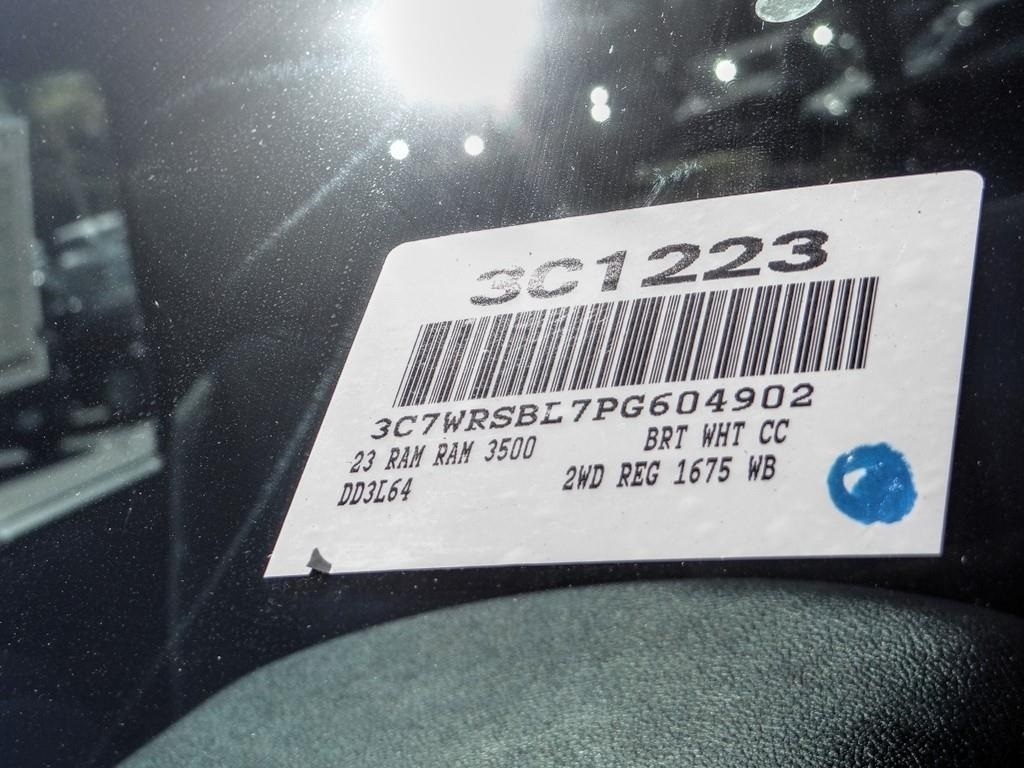 3C1223
3C7WRSBL7PG604902
23 RAM RAM 3500 BRT WHT CC
DD3L64 2WD REG 1675 WB